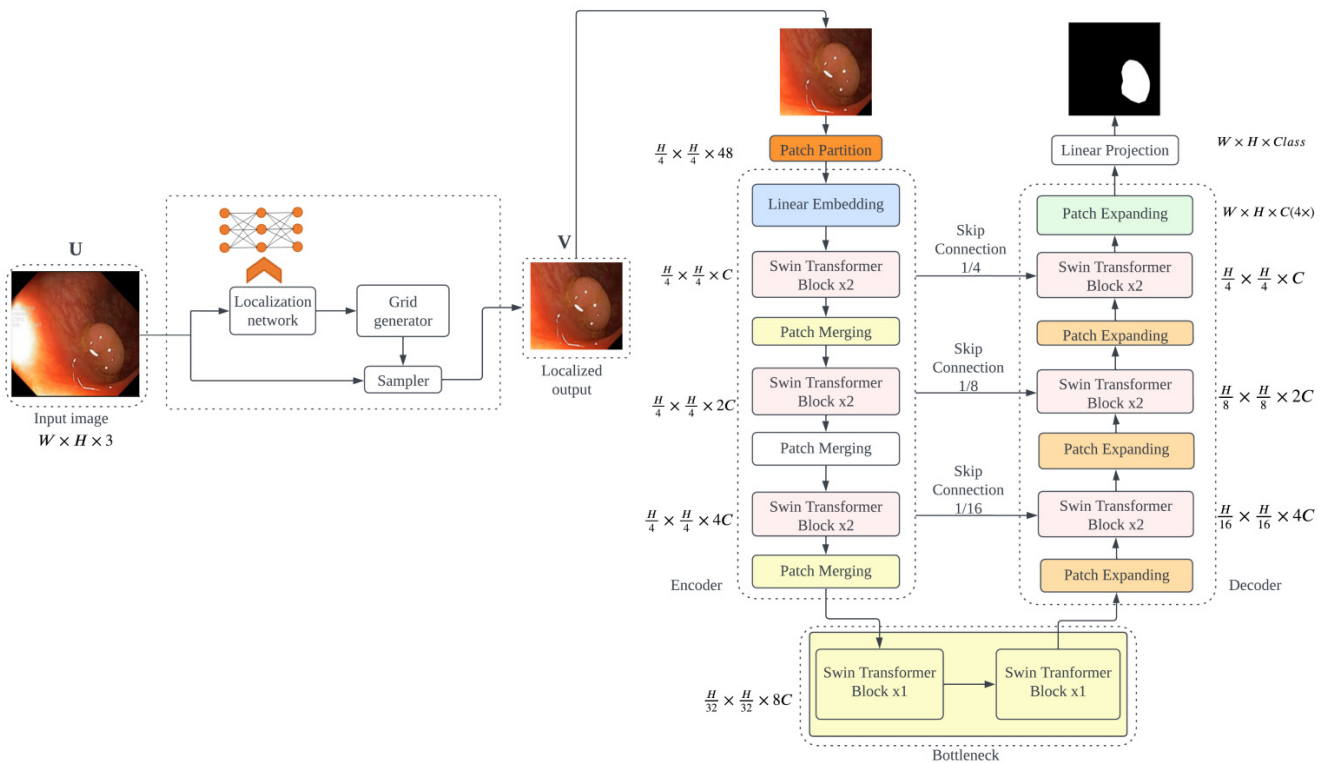 U
Input image
W × H × 3
Localization
network
Grid
generator
Sampler
V
Localized
output
H/4 × H/4 × 48
Patch Partition
Linear Embedding
H/4 × H/4 × C
Swin Transformer
Block x2
Patch Merging
H/4 × H/4 × 2C
Swin Transformer
Block x2
Patch Merging
H/4 × H/4 × 4C
Swin Transformer
Block x2
Patch Merging
Encoder
Skip
Connection
1/4
Skip
Connection
1/8
Skip
Connection
1/16
H/32 × H/32 × 8C
Swin Transformer
Block x1
Swin Tranformer
Block x1
Bottleneck
Linear Projection
W × H × Class
Patch Expanding
W × H × C(4×)
Swin Transformer
Block x2
H/4 × H/4 × C
Patch Expanding
Swin Transformer
Block x2
H/8 × H/8 × 2C
Patch Expanding
Swin Transformer
Block x2
H/16 × H/16 × 4C
Patch Expanding
Decoder